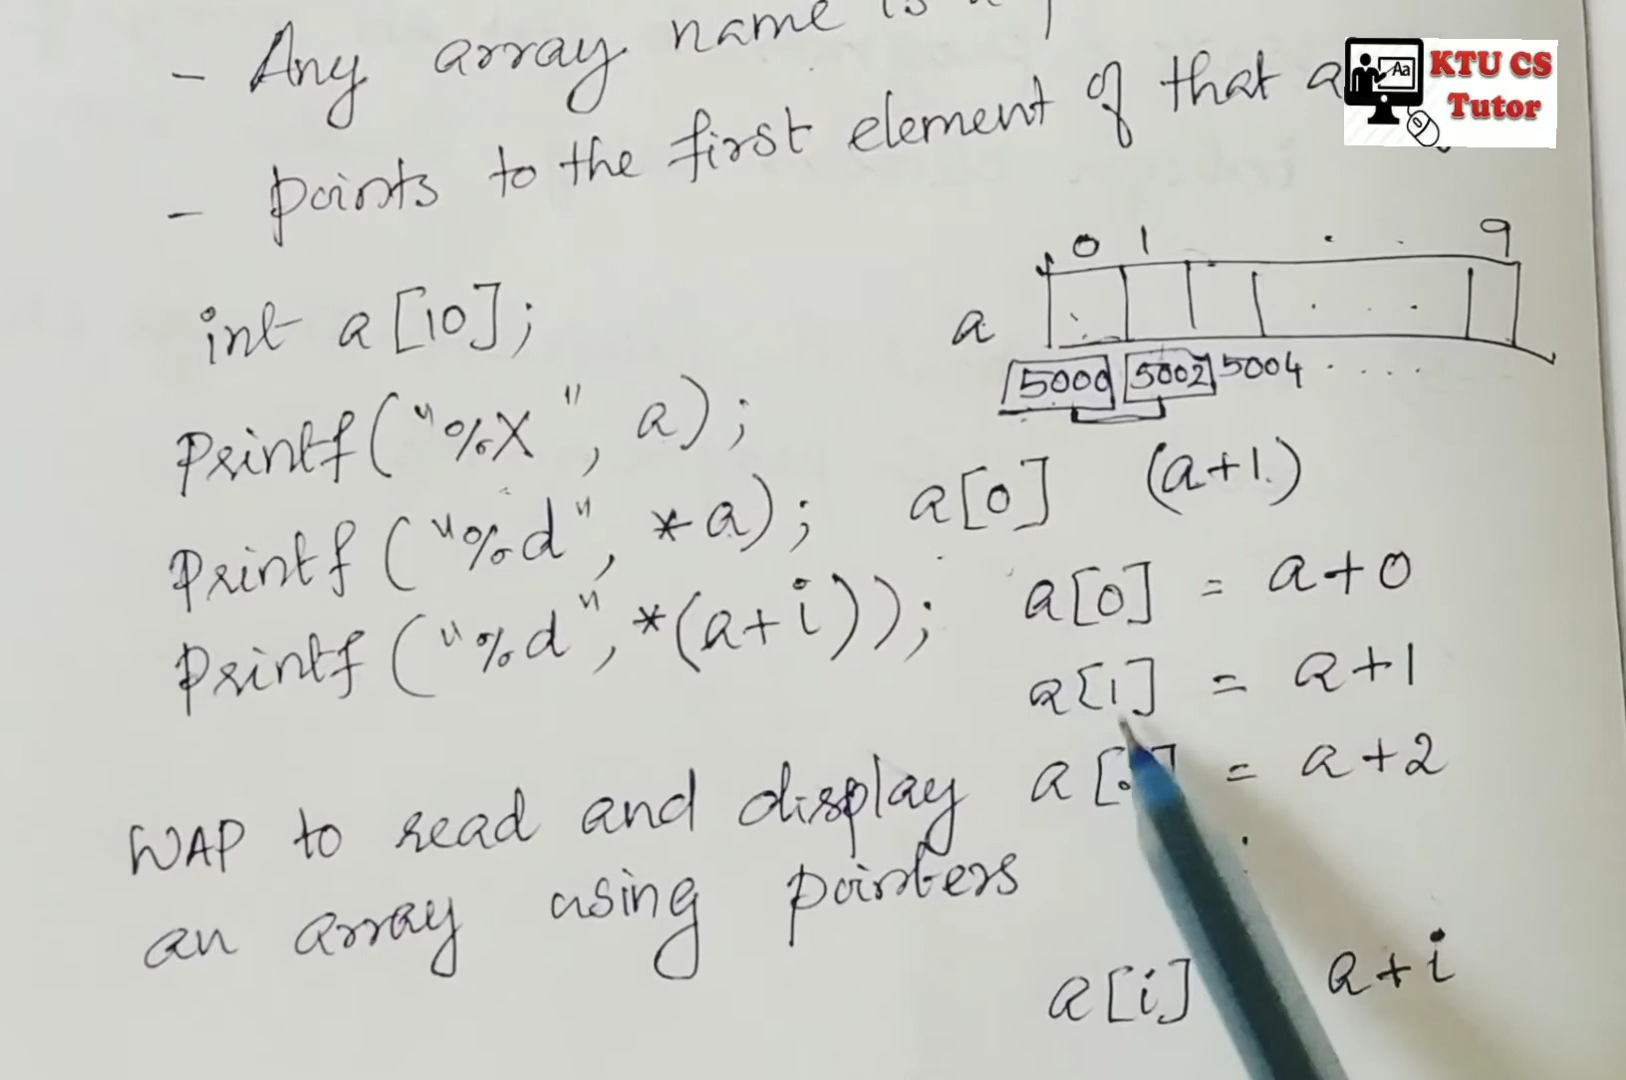 - Any array name is a
- points to the first element of that
int a[10];
0 1 . . 9
a
5000 5002 5004 ....
Printf("%X", a);
Printf("%d", *a); a[0] (a+1)
Printf("%d", *(a+i)); a[0] = a+0
a[1] = a+1
a[ ] = a+2
WAP to read and display
an array using pointers
a[i] a+i
Aa
KTU CS
Tutor